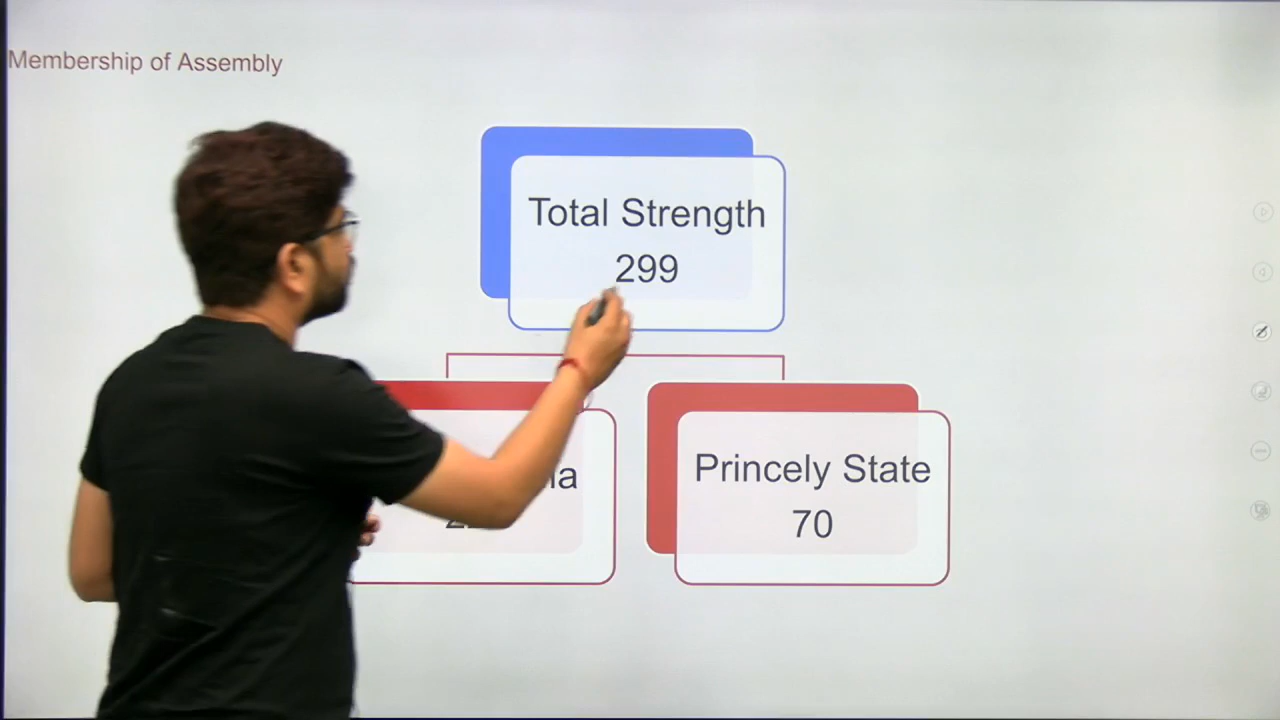 Membership of Assembly
Total Strength
299
Princely State
70